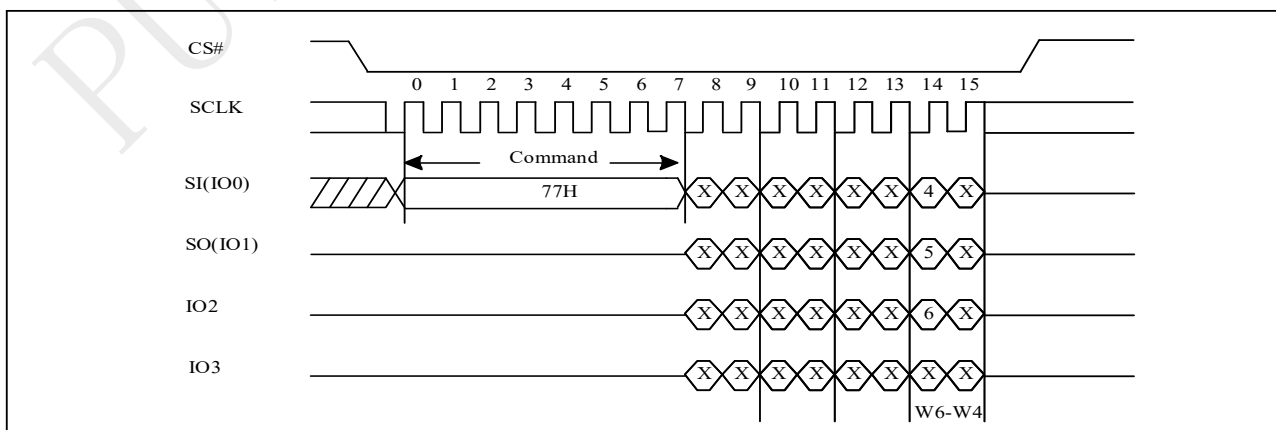 PU
CS#
0 1 2 3 4 5 6 7 8 9 10 11 12 13 14 15
SCLK
Command
SI(IO0) 77H X X X X X X 4 X
SO(IO1) X X X X X X 5 X
IO2 X X X X X X 6 X
IO3 X X X X X X X X
W6-W4